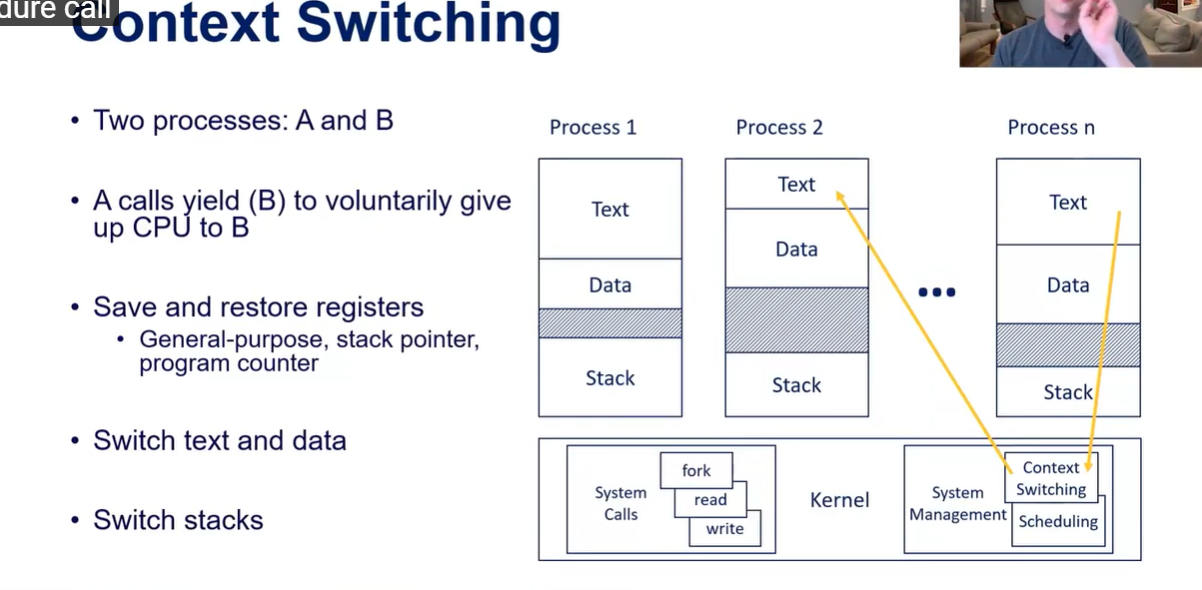 dure call
Context Switching
• Two processes: A and B
• A calls yield (B) to voluntarily give
up CPU to B
• Save and restore registers
• General-purpose, stack pointer,
program counter
• Switch text and data
• Switch stacks
Process 1
Text
Data
Stack
Process 2
Text
Data
Stack
•••
Process n
Text
Data
Stack
System
Calls
fork
read
write
Kernel
System
Management
Context
Switching
Scheduling